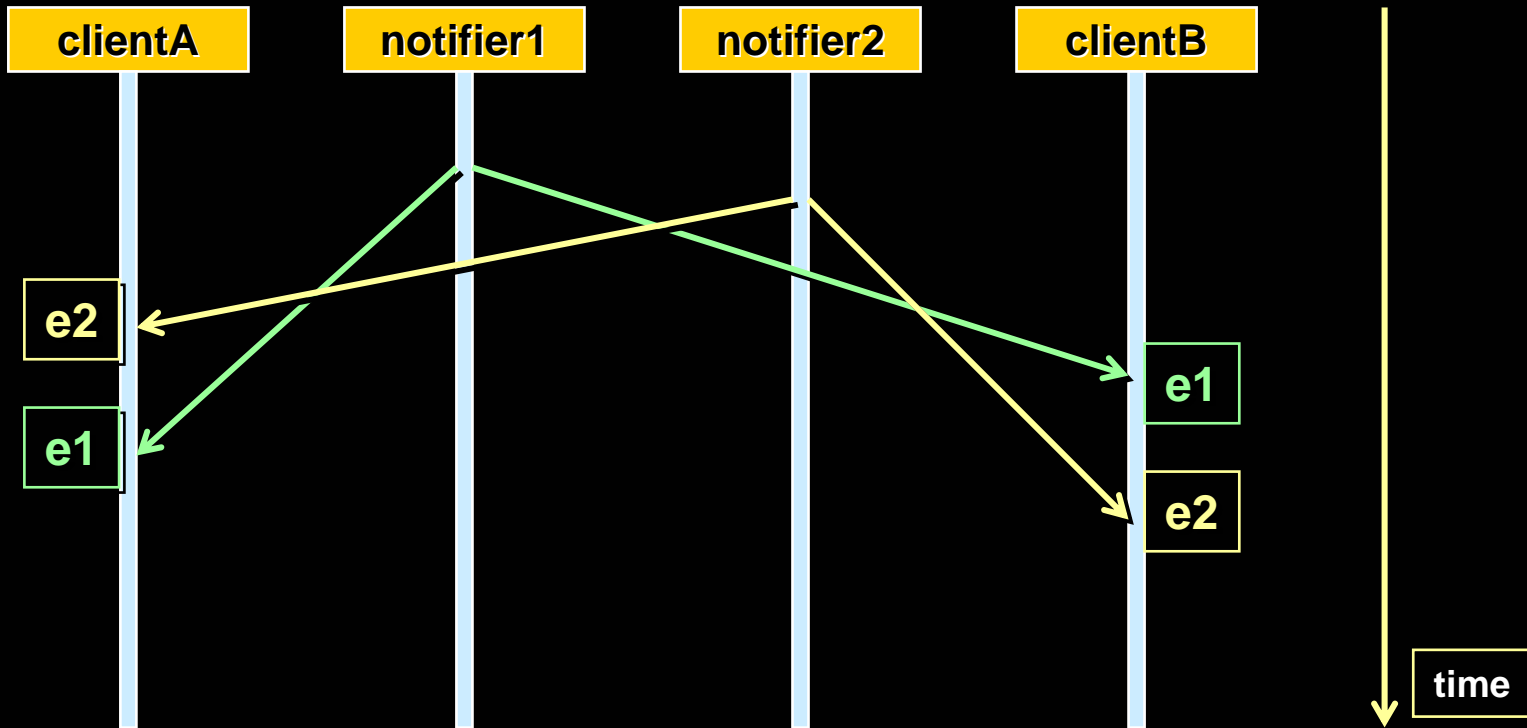 clientA
notifier1
notifier2
clientB
e2
e1
e1
e2
time